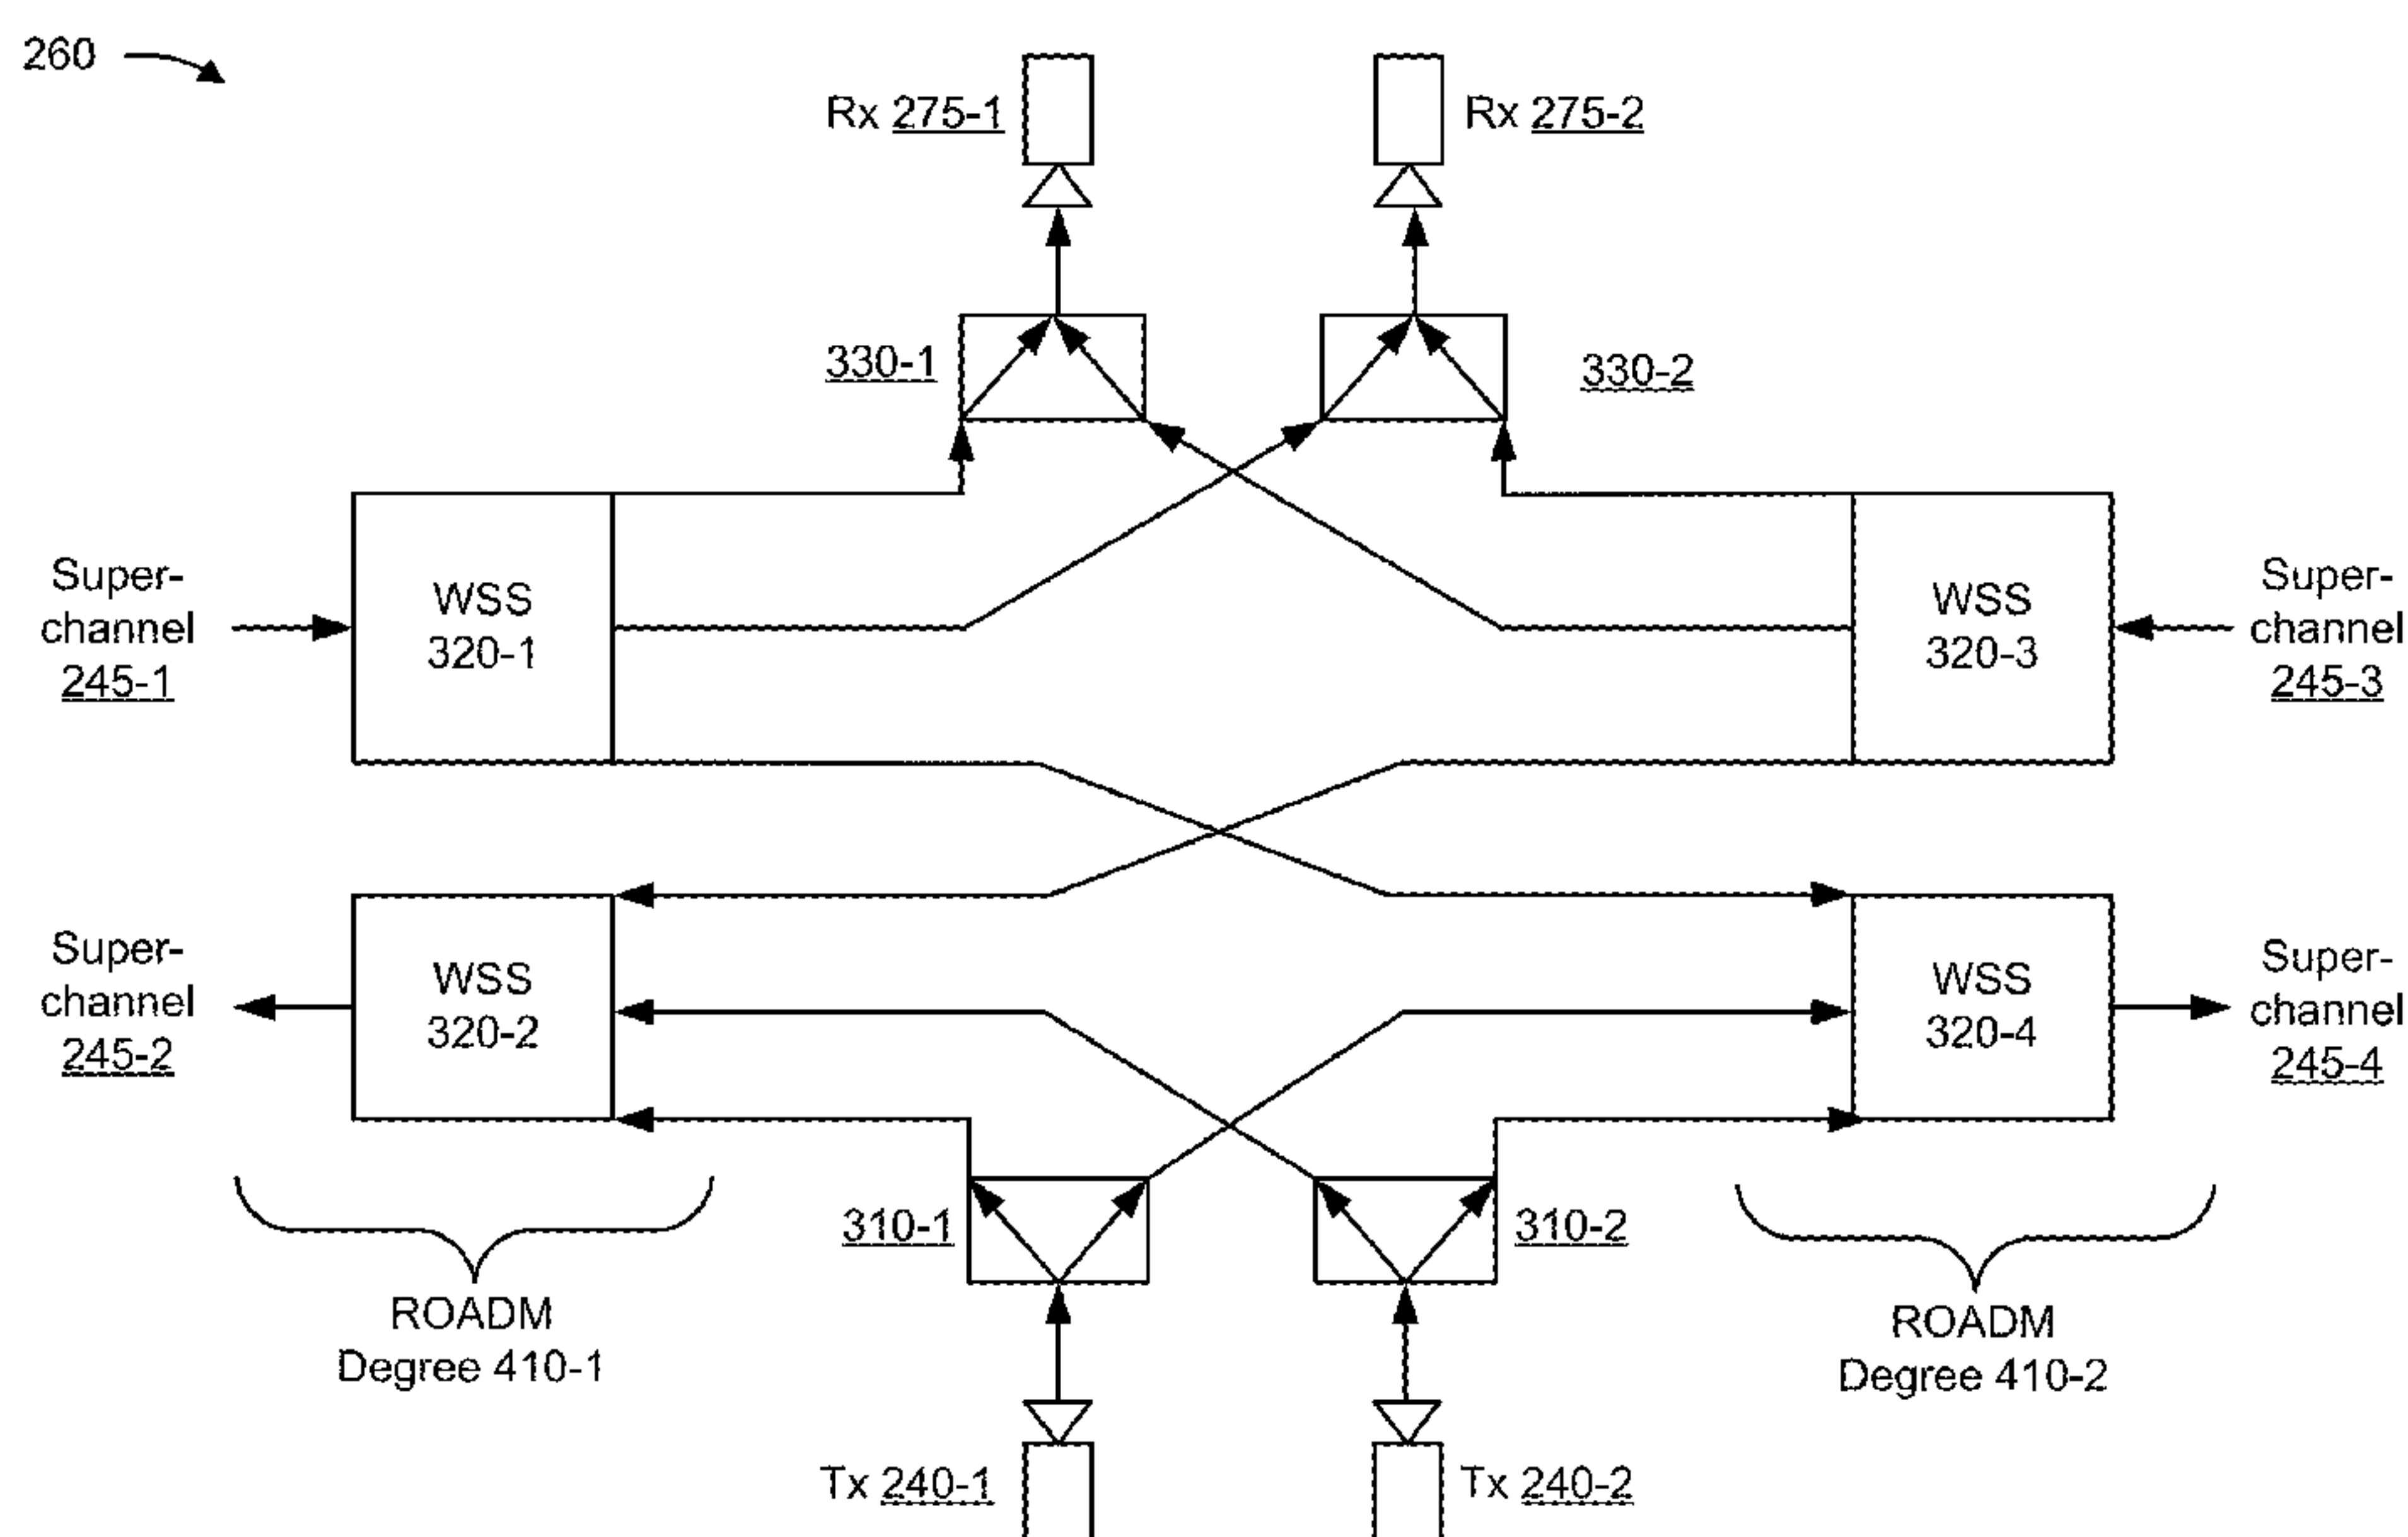 260
Rx 275-1
Rx 275-2
330-1
330-2
Super-
channel
245-1
WSS
320-1
WSS
320-3
Super-
channel
245-3
Super-
channel
245-2
WSS
320-2
WSS
320-4
Super-
channel
245-4
310-1
310-2
ROADM
Degree 410-1
ROADM
Degree 410-2
Tx 240-1
Tx 240-2